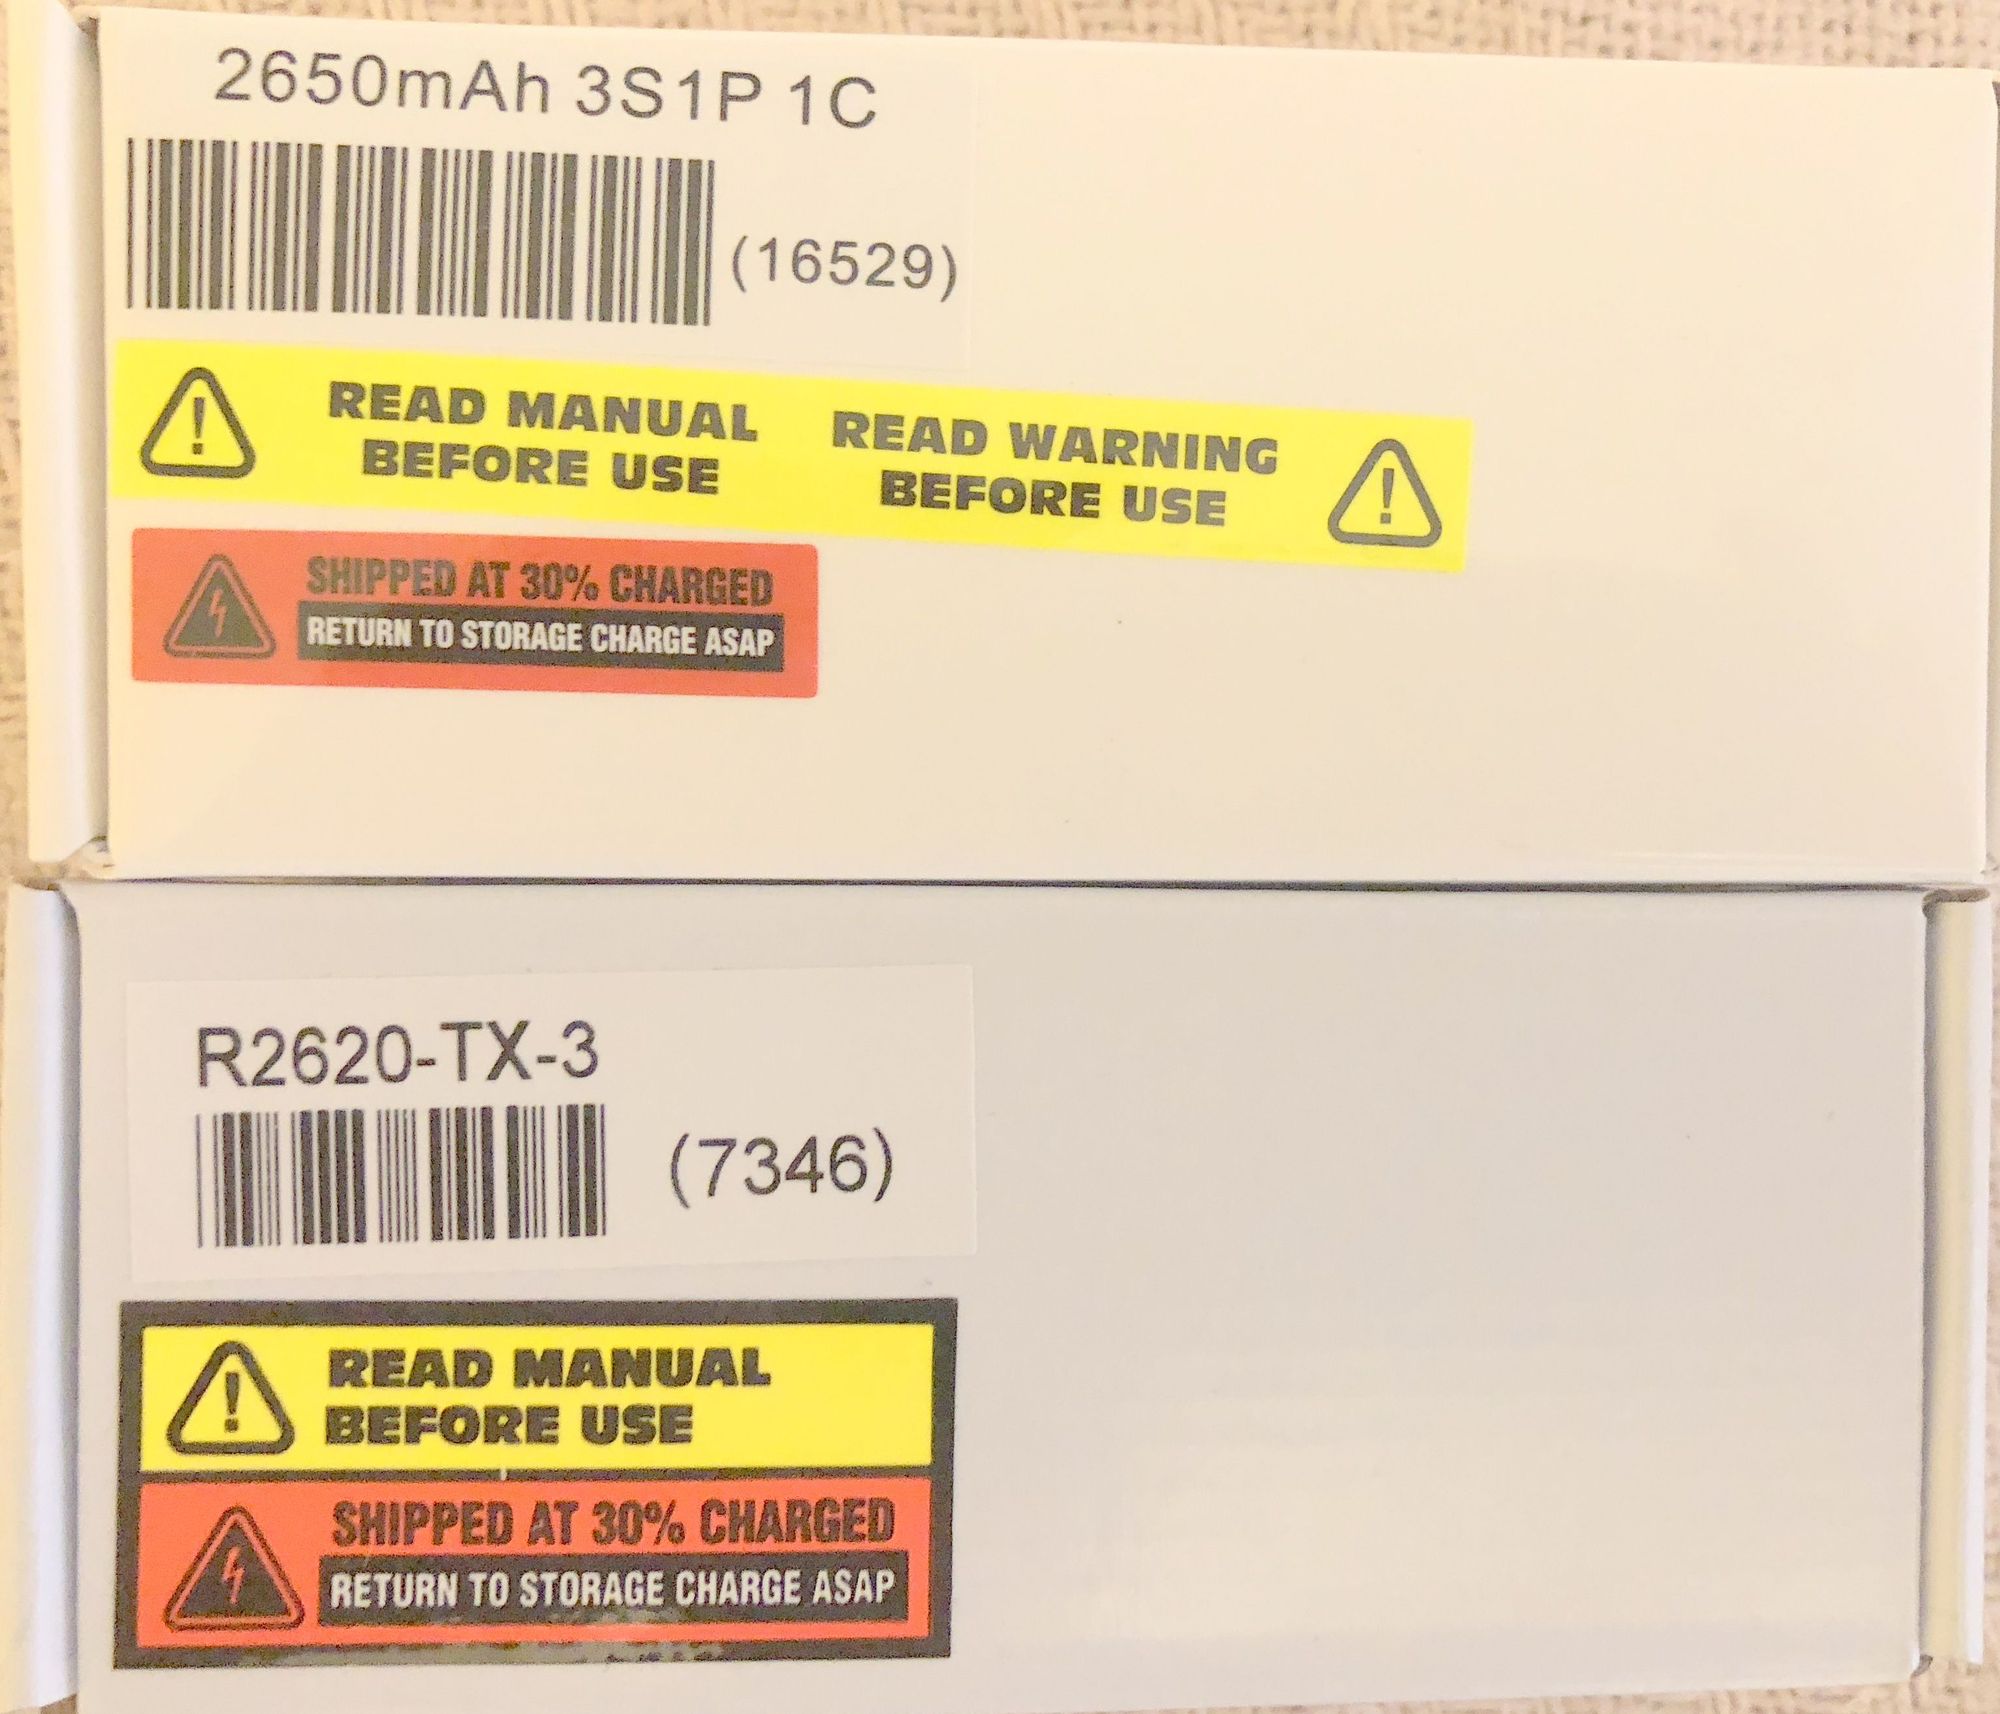 2650mAh 3S1P 1C
(16529)
READ MANUAL
BEFORE USE
READ WARNING
BEFORE USE
SHIPPED AT 30% CHARGED
RETURN TO STORAGE CHARGE ASAP
R2620-TX-3
(7346)
READ MANUAL
BEFORE USE
SHIPPED AT 30% CHARGED
RETURN TO STORAGE CHARGE ASAP